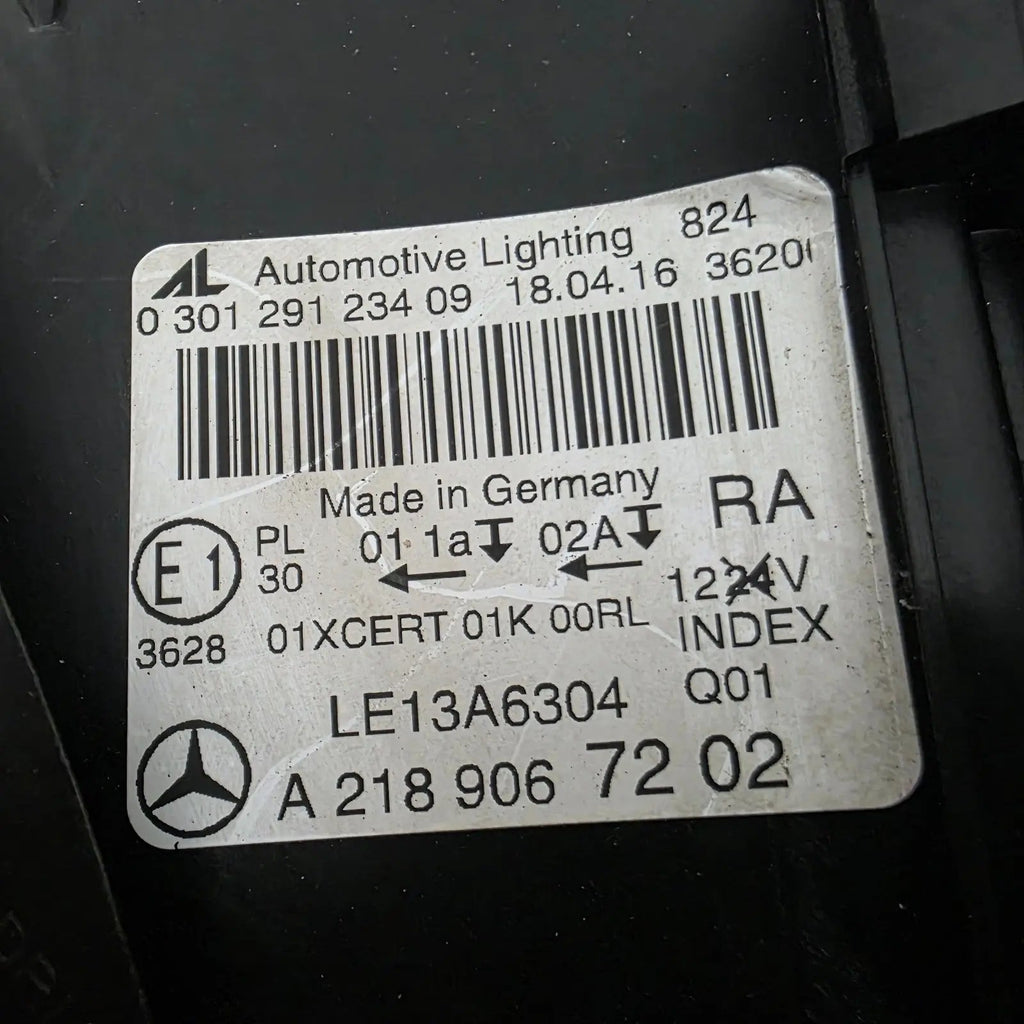 AL Automotive Lighting 824
0 301 291 234 09 18.04.16 3620
Made in Germany RA
E1 PL 01 1a 02A
30
12 24V
3628 01XCERT 01K 00RL INDEX
LE13A6304 Q01
A 218 906 72 02